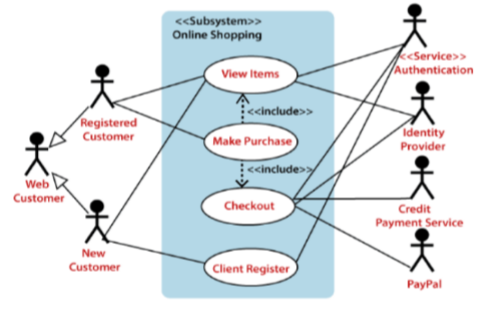 <<Subsystem>>
Online Shopping
View Items
<<include>>
Make Purchase
<<include>>
Checkout
Client Register
Registered
Customer
Web
Customer
New
Customer
<<Service>>
Authentication
Identity
Provider
Credit
Payment Service
PayPal